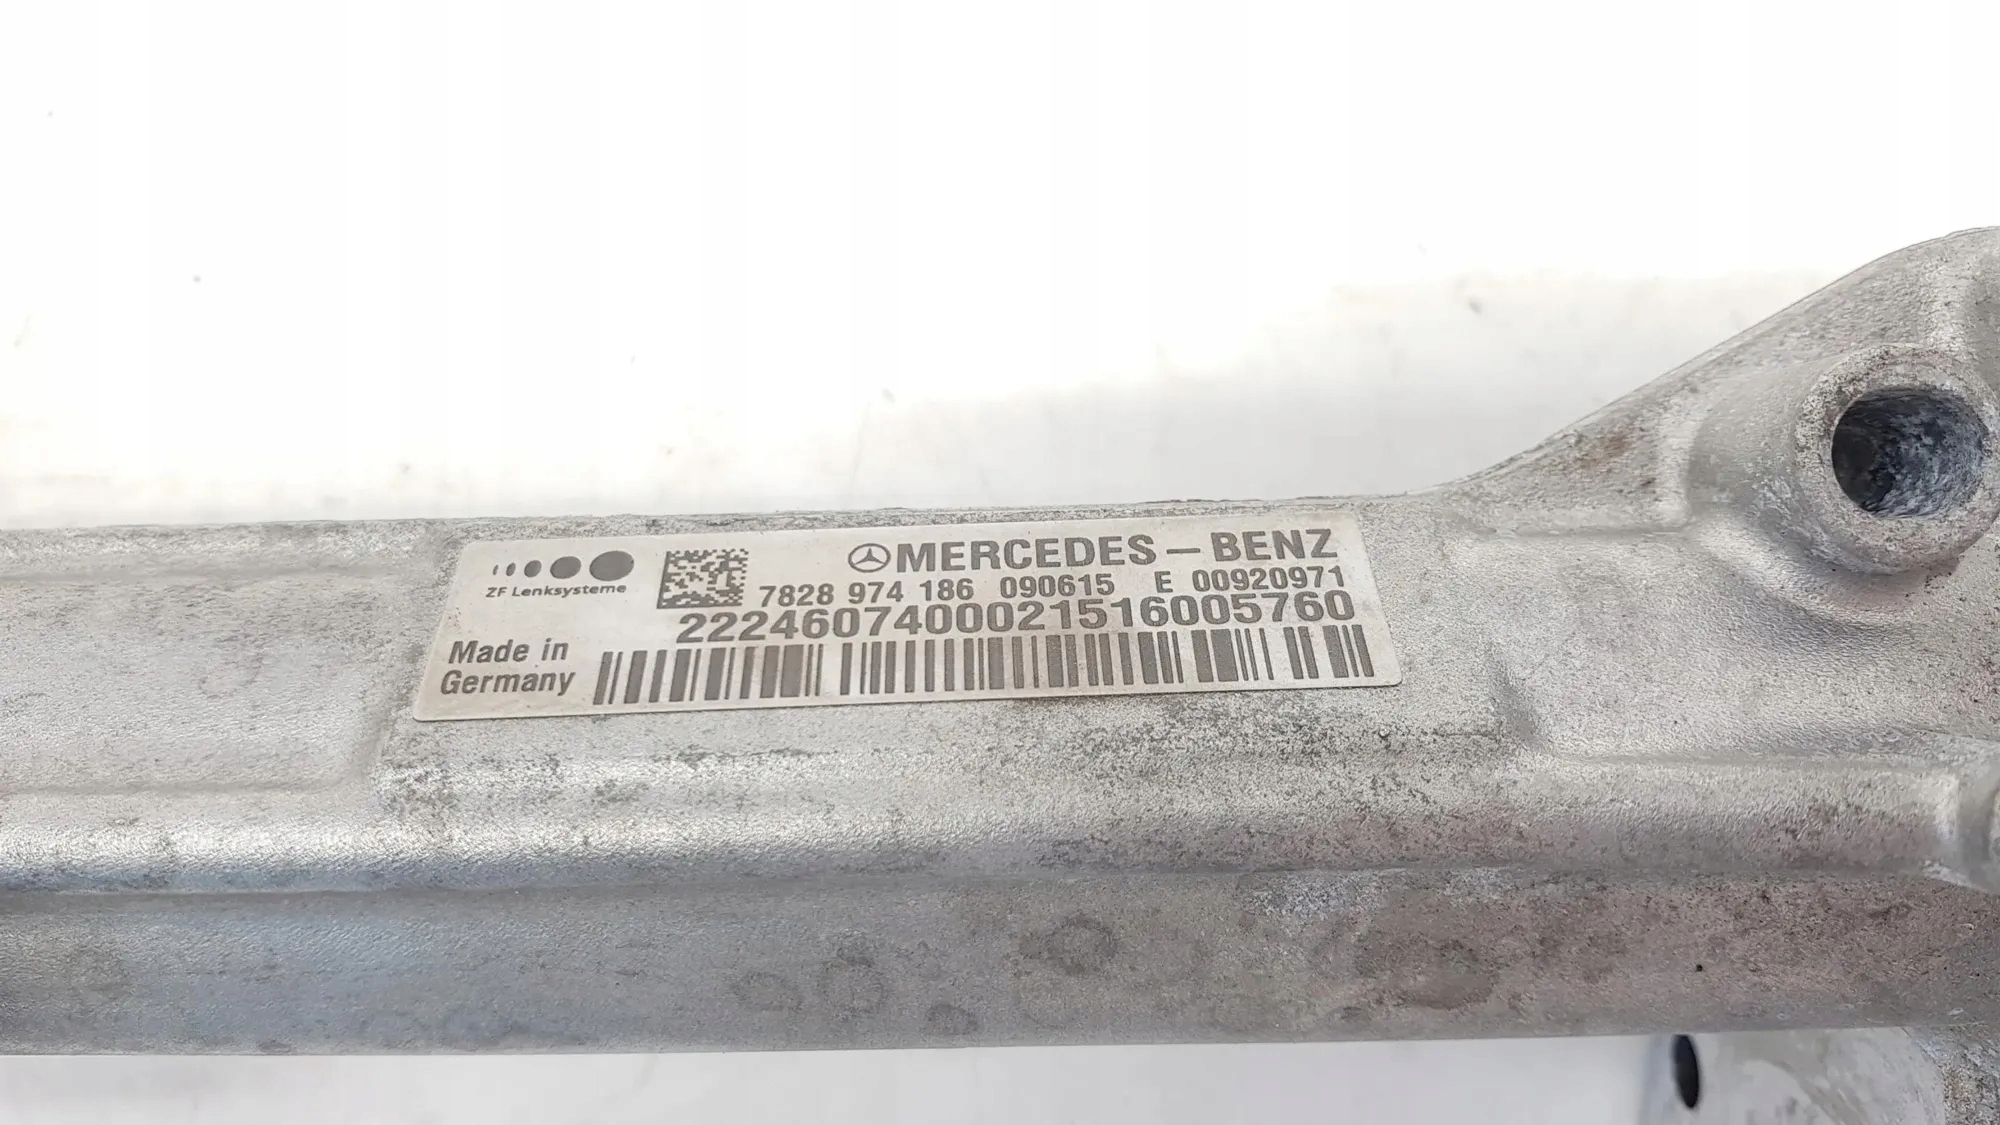 ZF Lenksysteme
MERCEDES-BENZ
7828 974 186 090615 E 00920971
2224607400021516005760
Made in
Germany